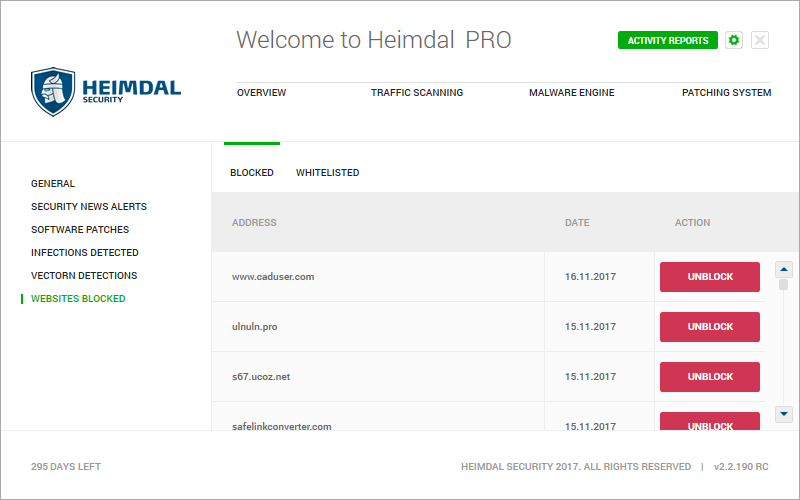 Welcome to Heimdal PRO
ACTIVITY REPORTS
HEIMDAL
SECURITY
OVERVIEW TRAFFIC SCANNING MALWARE ENGINE PATCHING SYSTEM
GENERAL
SECURITY NEWS ALERTS
SOFTWARE PATCHES
INFECTIONS DETECTED
VECTORN DETECTIONS
WEBSITES BLOCKED
BLOCKED WHITELISTED
ADDRESS DATE ACTION
www.caduser.com 16.11.2017 UNBLOCK
ulnuln.pro 15.11.2017 UNBLOCK
s67.ucoz.net 15.11.2017 UNBLOCK
safelinkconverter.com 15.11.2017 UNBLOCK
295 DAYS LEFT
HEIMDAL SECURITY 2017. ALL RIGHTS RESERVED | v2.2.190 RC